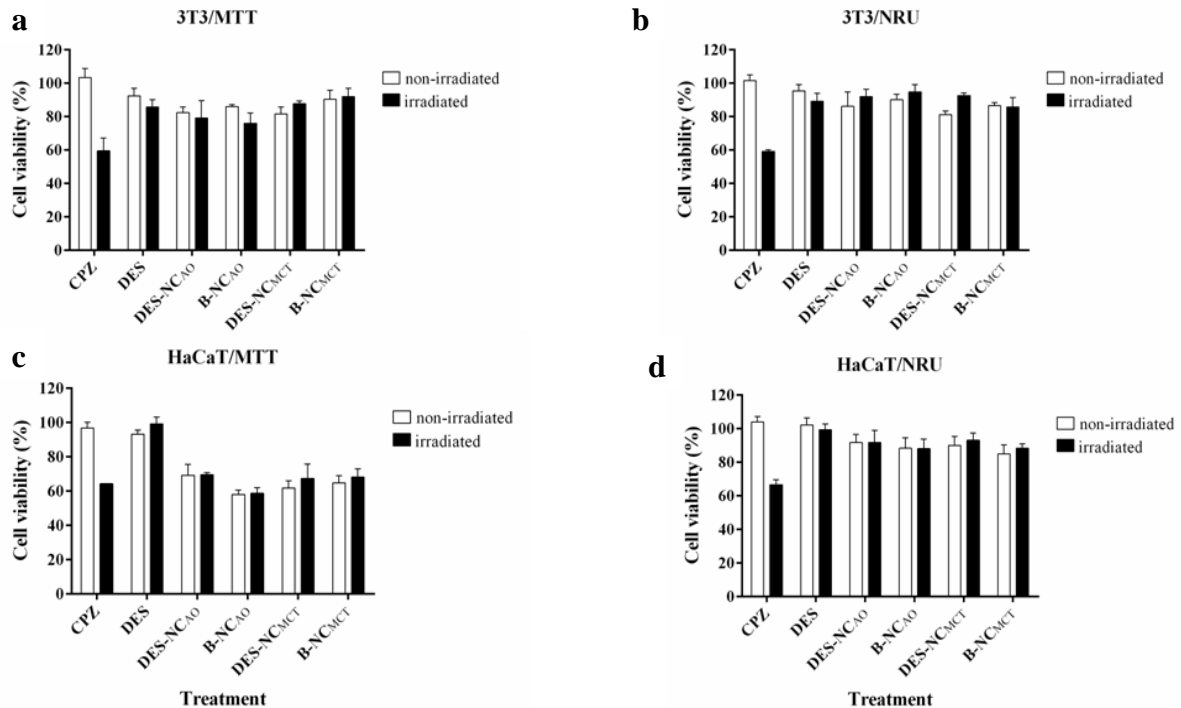 a
3T3/MTT
120
100
80
60
40
20
0
Cell viability (%)
non-irradiated
irradiated
CPZ
DES
DES-NCAO
B-NCAO
DES-NCMCT
B-NCMCT
b
3T3/NRU
120
100
80
60
40
20
0
Cell viability (%)
non-irradiated
irradiated
CPZ
DES
DES-NCAO
B-NCAO
DES-NCMCT
B-NCMCT
c
HaCaT/MTT
120
100
80
60
40
20
0
Cell viability (%)
non-irradiated
irradiated
CPZ
DES
DES-NCAO
B-NCAO
DES-NCMCT
B-NCMCT
Treatment
d
HaCaT/NRU
120
100
80
60
40
20
0
Cell viability (%)
non-irradiated
irradiated
CPZ
DES
DES-NCAO
B-NCAO
DES-NCMCT
B-NCMCT
Treatment